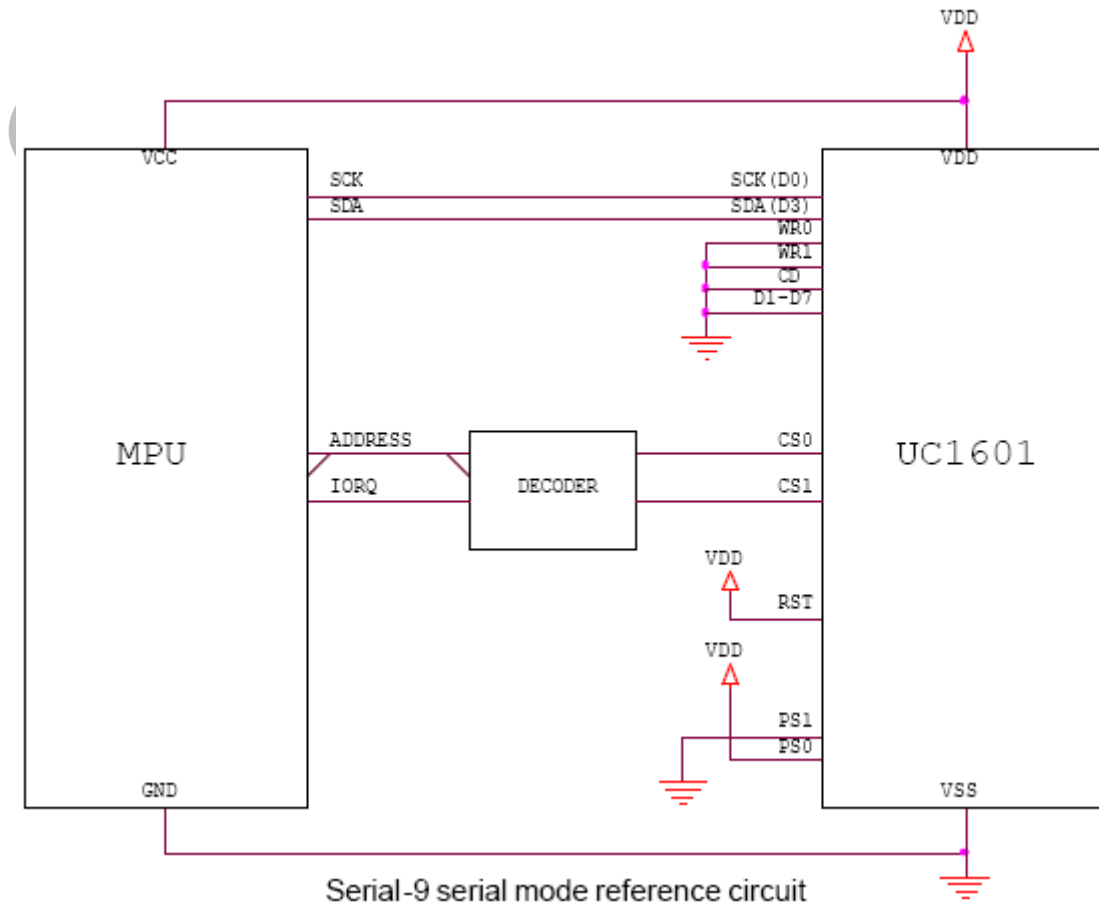 VDD
VCC
VDD
SCK
SCK(D0)
SDA
SDA(D3)
WR0
WR1
CD
D1-D7
MPU
ADDRESS
IORQ
DECODER
CS0
CS1
UC1601
VDD
RST
VDD
PS1
PS0
GND
VSS
Serial-9 serial mode reference circuit